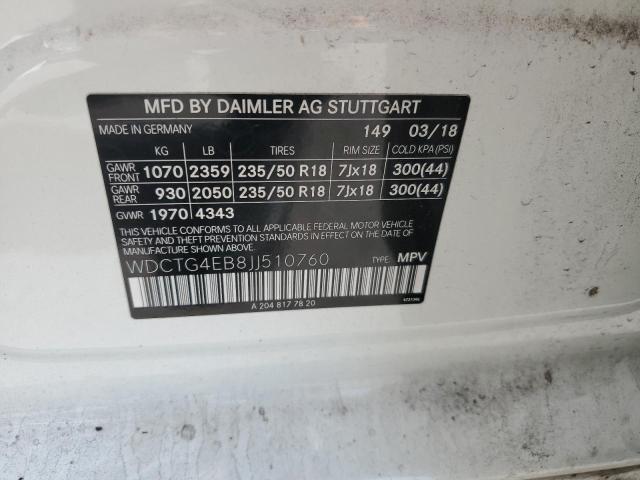 MFD BY DAIMLER AG STUTTGART
MADE IN GERMANY 149 03/18
KG LB TIRES RIM SIZE COLD KPA (PSI)
GAWR FRONT 1070 2359 235/50 R18 7Jx18 300(44)
GAWR REAR 930 2050 235/50 R18 7Jx18 300(44)
GVWR 1970 4343
THIS VEHICLE CONFORMS TO ALL APPLICABLE FEDERAL MOTOR VEHICLE
SAFETY, BUMPER, AND THEFT PREVENTION STANDARDS IN EFFECT ON THE
DATE OF MANUFACTURE SHOWN ABOVE.
WDCTG4EB8JJ510760 TYPE: MPV
A 204 817 78 20